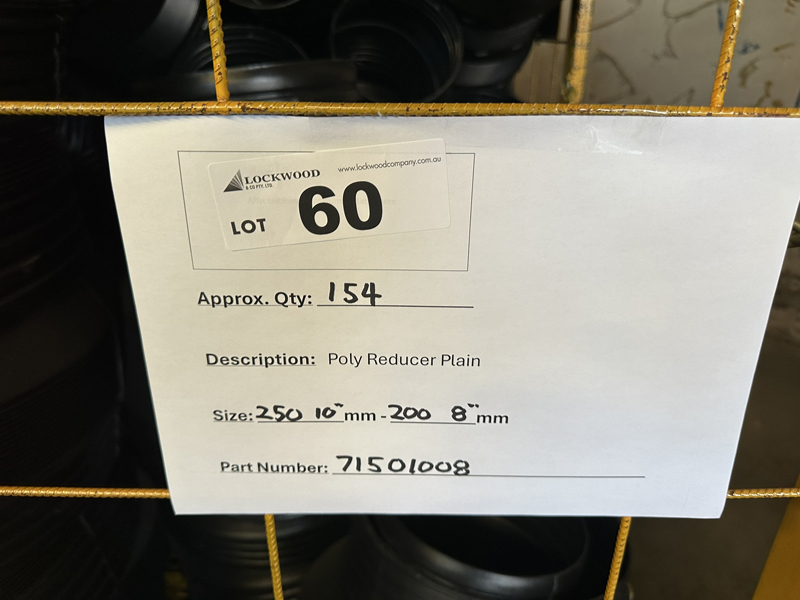 LOCKWOOD
& CO PTY. LTD.
www.lockwoodcompany.com.au
LOT 60
Approx. Qty: 154
Description: Poly Reducer Plain
Size: 250 10" mm - 200 8" mm
Part Number: 71501008